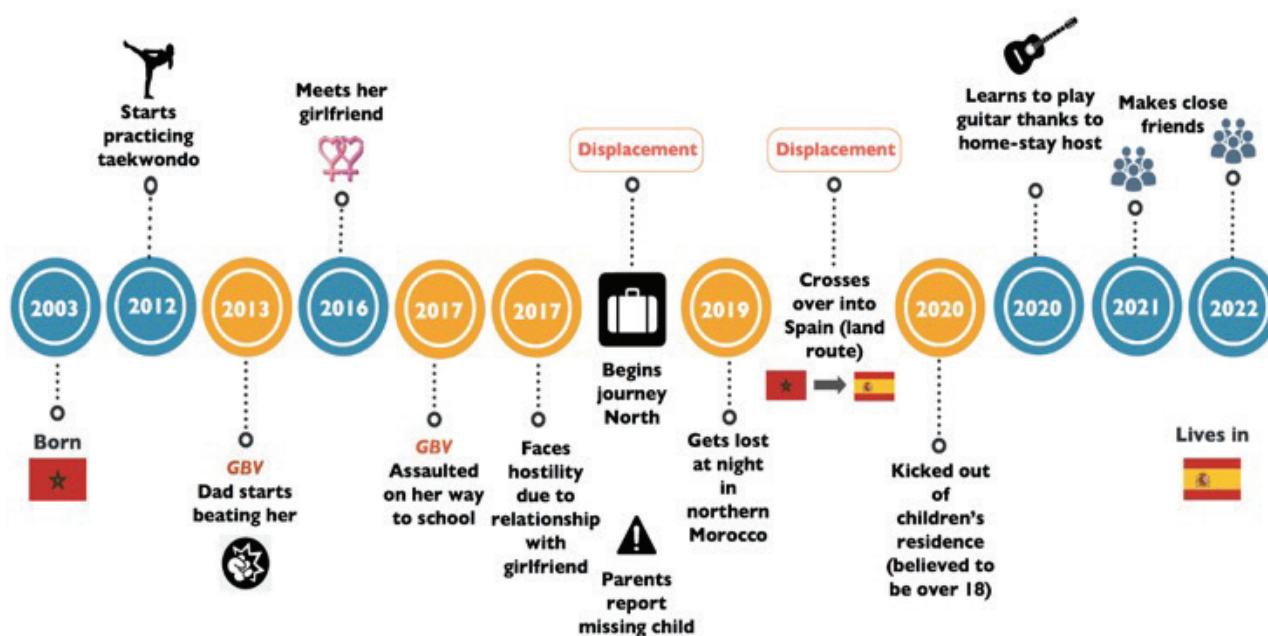 Starts
practicing
taekwondo
Meets her
girlfriend
Displacement
Displacement
Learns to play
guitar thanks to
home-stay host
Makes close
friends
2003
2012
2013
2016
2017
2017
Begins
journey
North
2019
Crosses
over into
Spain (land
route)
2020
2020
2021
2022
Born
GBV
Dad starts
beating her
GBV
Assaulted
on her way
to school
Faces
hostility
due to
relationship
with
girlfriend
Parents
report
missing child
Gets lost
at night
in
northern
Morocco
Kicked out
of
children's
residence
(believed to
be over 18)
Lives in